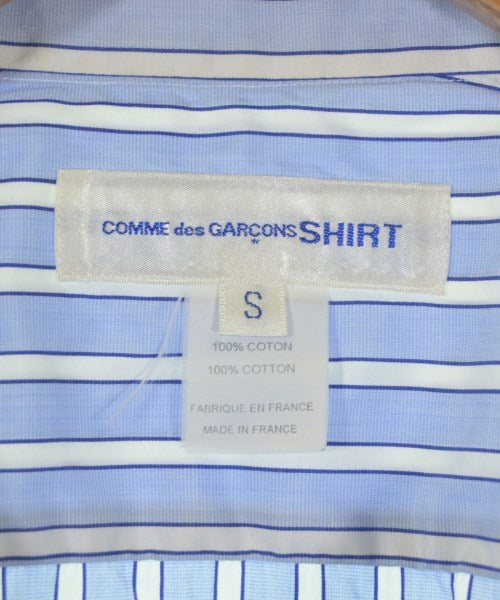 COMME des GARÇONS SHIRT
S
100% COTON
100% COTTON
FABRIQUE EN FRANCE
MADE IN FRANCE